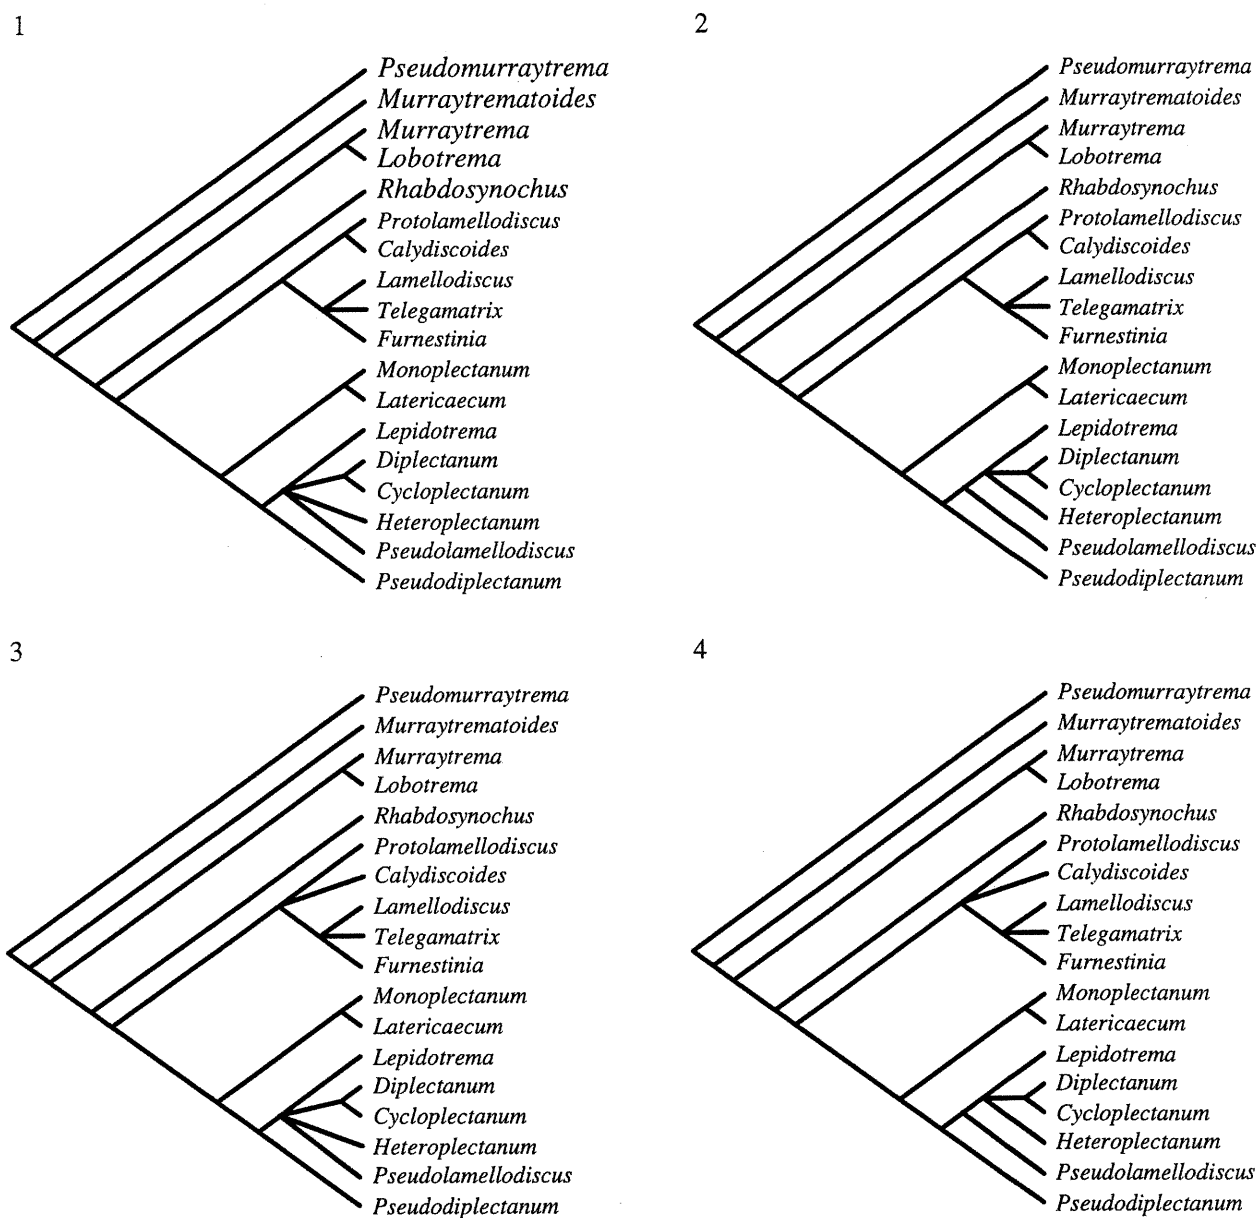 1
Pseudomurraytrema
Murraytrematoides
Murraytrema
Lobotrema
Rhabdosynochus
Protolamellodiscus
Calydiscoides
Lamellodiscus
Telegamatrix
Furnestinia
Monoplectanum
Latericaecum
Lepidotrema
Diplectanum
Cycloplectanum
Heteroplectanum
Pseudolamellodiscus
Pseudodiplectanum
2
Pseudomurraytrema
Murraytrematoides
Murraytrema
Lobotrema
Rhabdosynochus
Protolamellodiscus
Calydiscoides
Lamellodiscus
Telegamatrix
Furnestinia
Monoplectanum
Latericaecum
Lepidotrema
Diplectanum
Cycloplectanum
Heteroplectanum
Pseudolamellodiscus
Pseudodiplectanum
3
Pseudomurraytrema
Murraytrematoides
Murraytrema
Lobotrema
Rhabdosynochus
Protolamellodiscus
Calydiscoides
Lamellodiscus
Telegamatrix
Furnestinia
Monoplectanum
Latericaecum
Lepidotrema
Diplectanum
Cycloplectanum
Heteroplectanum
Pseudolamellodiscus
Pseudodiplectanum
4
Pseudomurraytrema
Murraytrematoides
Murraytrema
Lobotrema
Rhabdosynochus
Protolamellodiscus
Calydiscoides
Lamellodiscus
Telegamatrix
Furnestinia
Monoplectanum
Latericaecum
Lepidotrema
Diplectanum
Cycloplectanum
Heteroplectanum
Pseudolamellodiscus
Pseudodiplectanum